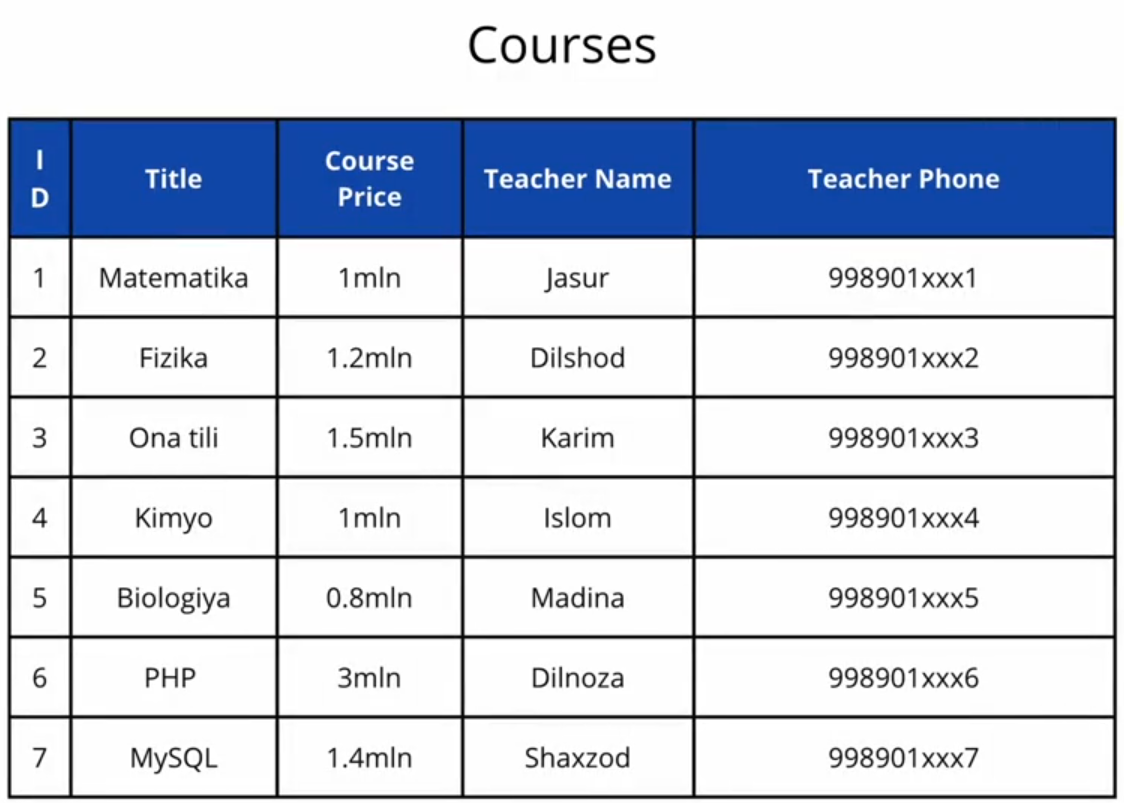 Courses
ID Title Course Price Teacher Name Teacher Phone
1 Matematika 1mln Jasur 998901xxx1
2 Fizika 1.2mln Dilshod 998901xxx2
3 Ona tili 1.5mln Karim 998901xxx3
4 Kimyo 1mln Islom 998901xxx4
5 Biologiya 0.8mln Madina 998901xxx5
6 PHP 3mln Dilnoza 998901xxx6
7 MySQL 1.4mln Shaxzod 998901xxx7